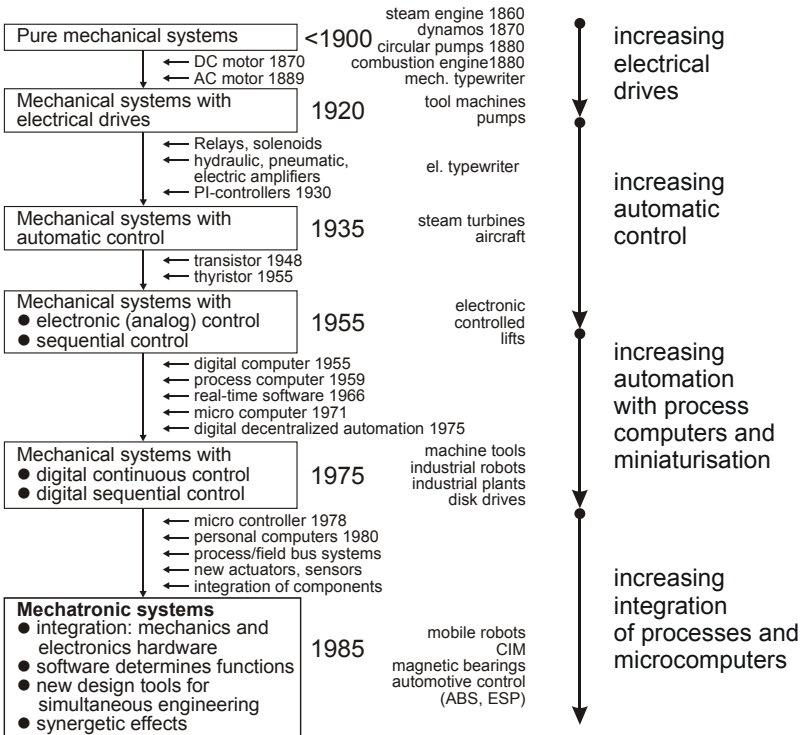 Pure mechanical systems
<1900
steam engine 1860
dynamos 1870
circular pumps 1880
combustion engine1880
mech. typewriter
increasing
electrical
drives
DC motor 1870
AC motor 1889
Mechanical systems with
electrical drives
1920
tool machines
pumps
Relays, solenoids
hydraulic, pneumatic,
electric amplifiers
PI-controllers 1930
el. typewriter
increasing
automatic
control
Mechanical systems with
automatic control
1935
steam turbines
aircraft
transistor 1948
thyristor 1955
Mechanical systems with
● electronic (analog) control
● sequential control
1955
electronic
controlled
lifts
increasing
automation
with process
computers and
miniaturisation
digital computer 1955
process computer 1959
real-time software 1966
micro computer 1971
digital decentralized automation 1975
Mechanical systems with
● digital continuous control
● digital sequential control
1975
machine tools
industrial robots
industrial plants
disk drives
micro controller 1978
personal computers 1980
process/field bus systems
new actuators, sensors
integration of components
increasing
integration
of processes and
microcomputers
Mechatronic systems
● integration: mechanics and
electronics hardware
● software determines functions
● new design tools for
simultaneous engineering
● synergetic effects
1985
mobile robots
CIM
magnetic bearings
automotive control
(ABS, ESP)